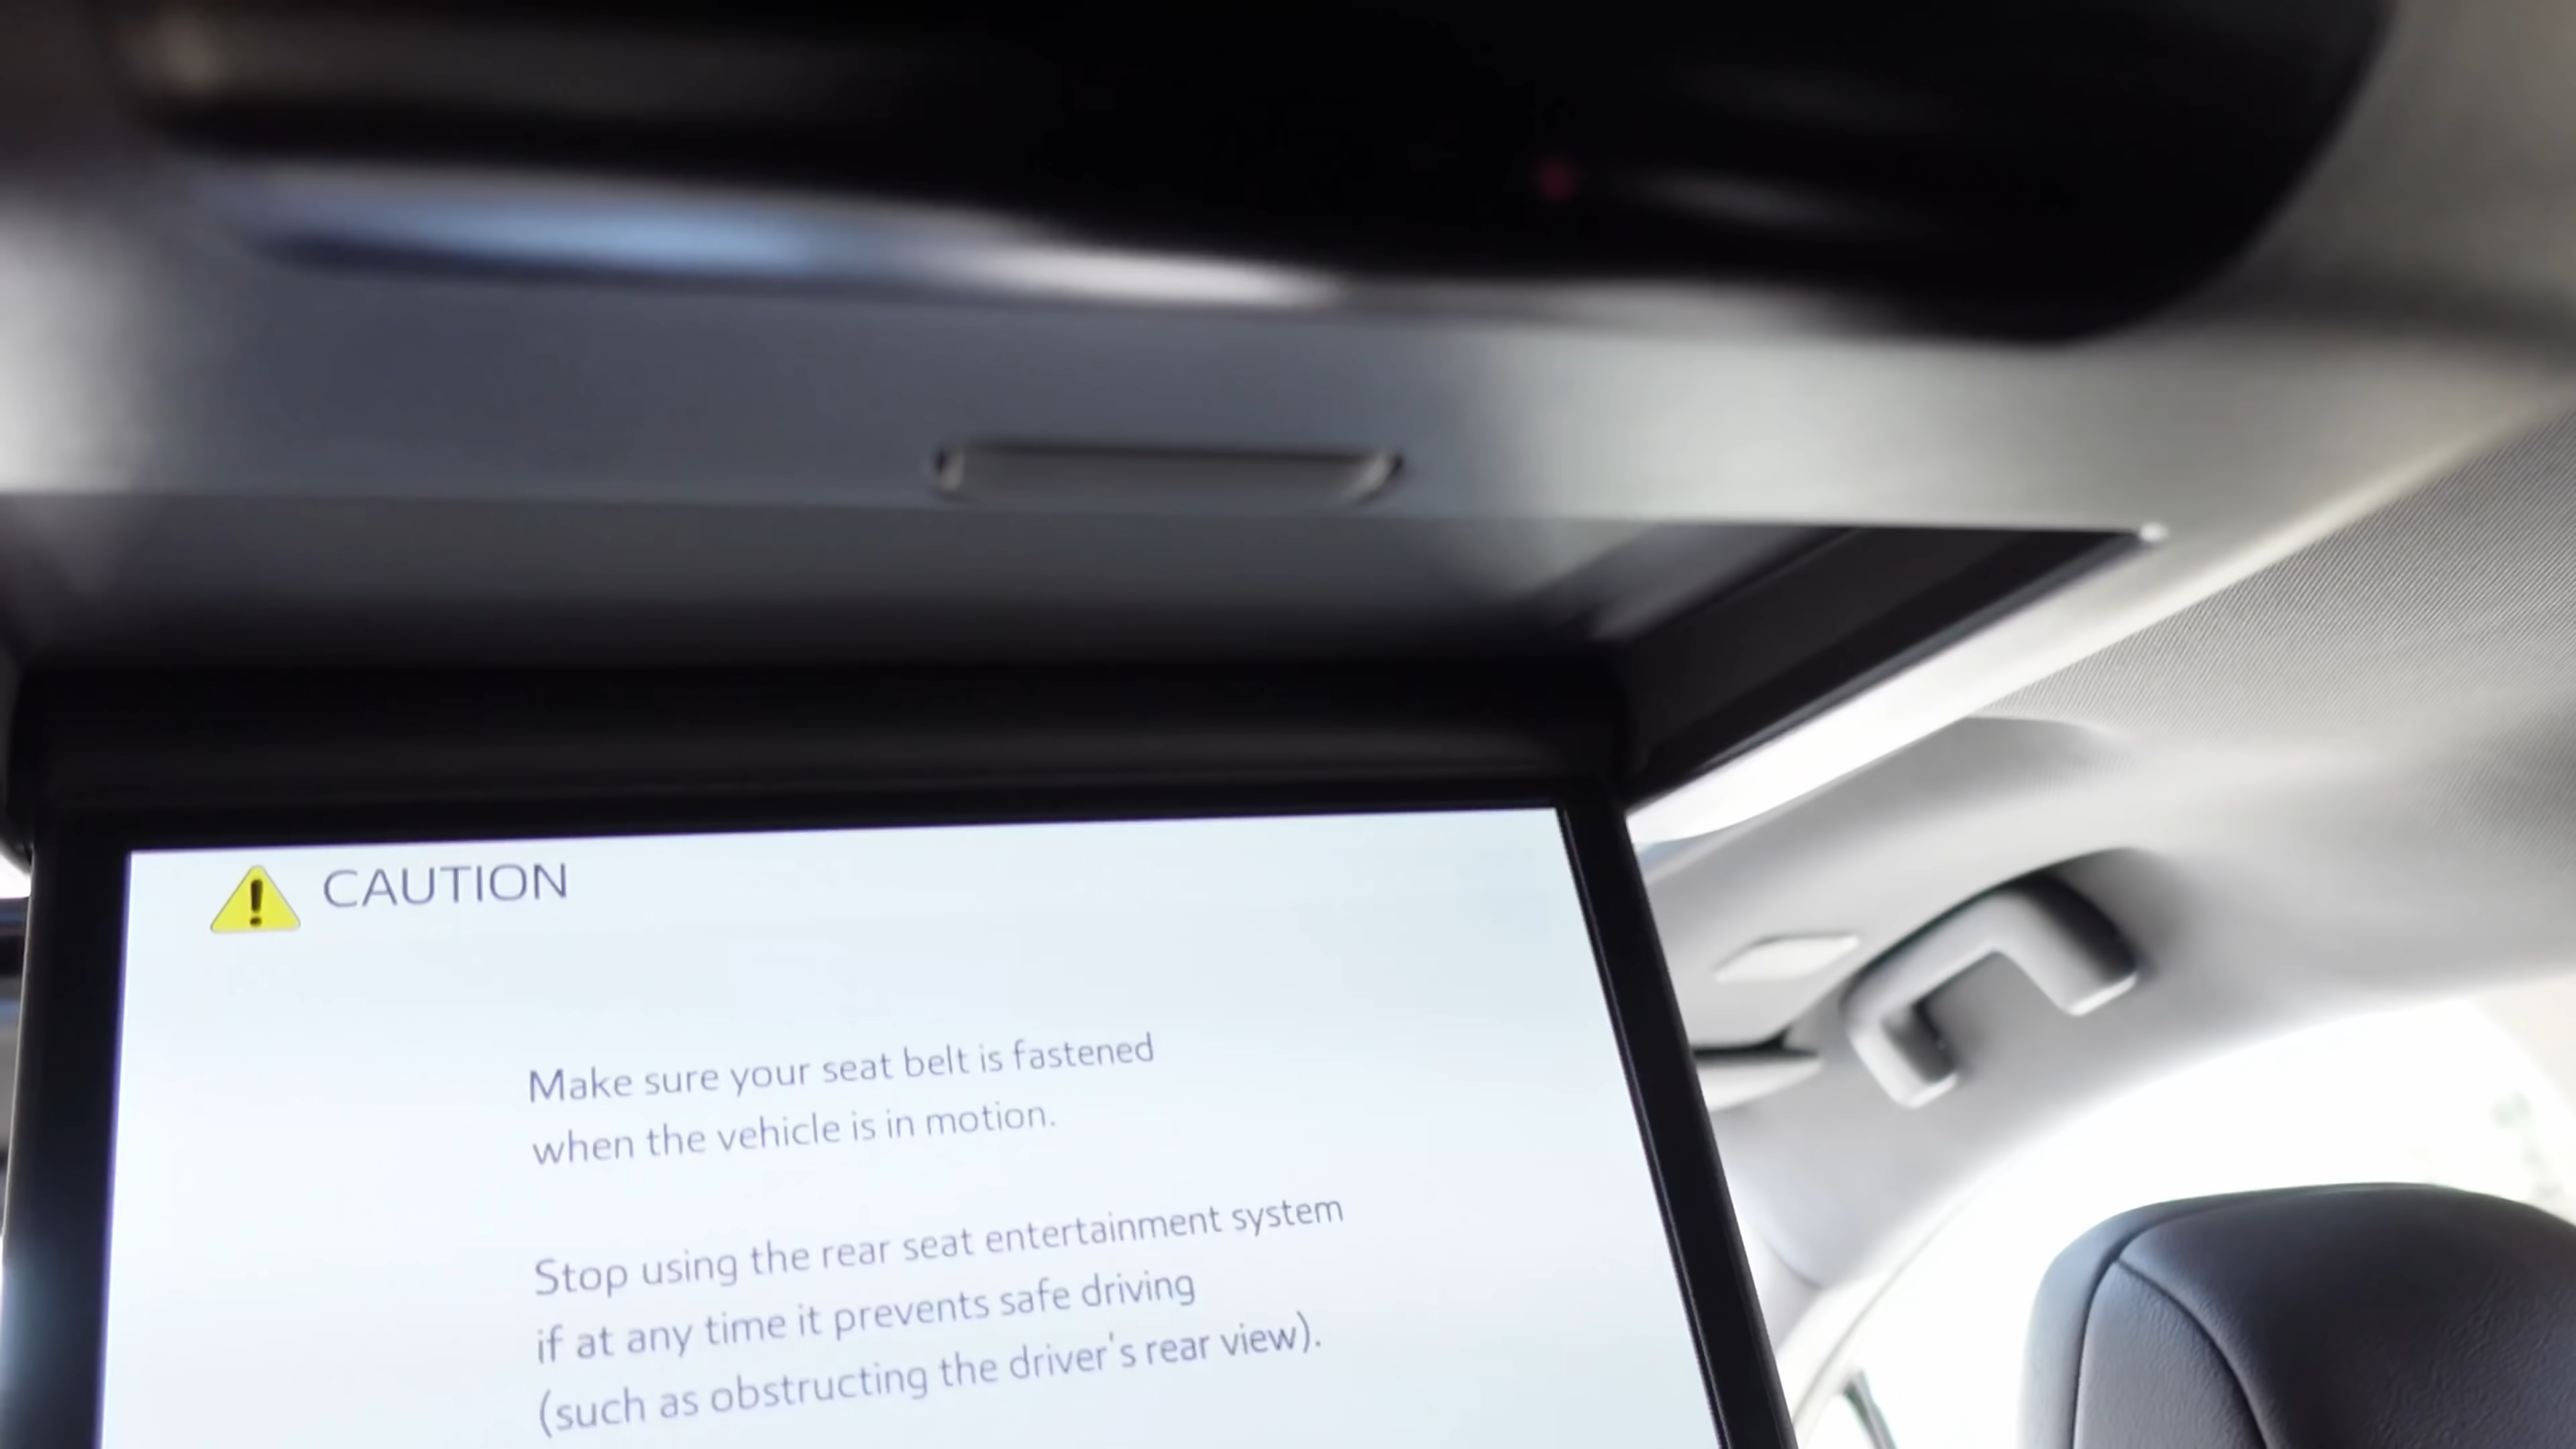 CAUTION
Make sure your seat belt is fastened
when the vehicle is in motion.
Stop using the rear seat entertainment system
if at any time it prevents safe driving
(such as obstructing the driver's rear view).